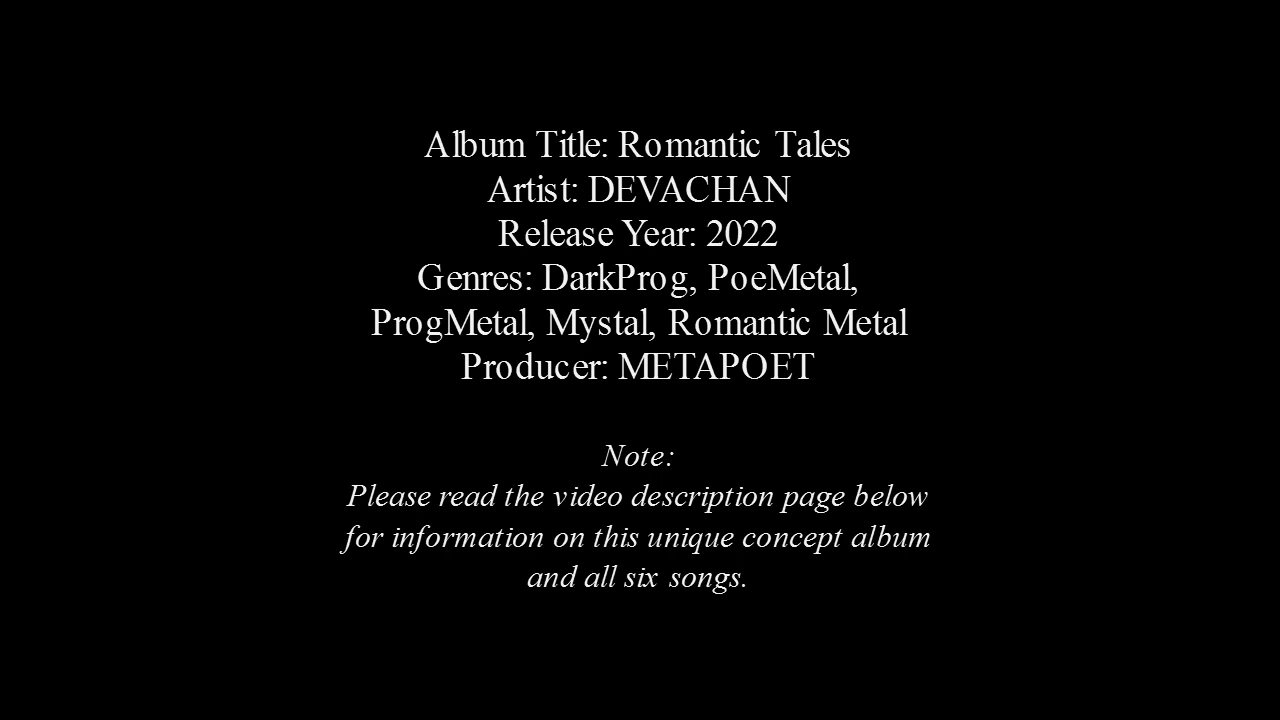 Album Title: Romantic Tales
Artist: DEVACHAN
Release Year: 2022
Genres: DarkProg, PoeMetal,
ProgMetal, Mystal, Romantic Metal
Producer: METAPOET
Note:
Please read the video description page below
for information on this unique concept album
and all six songs.